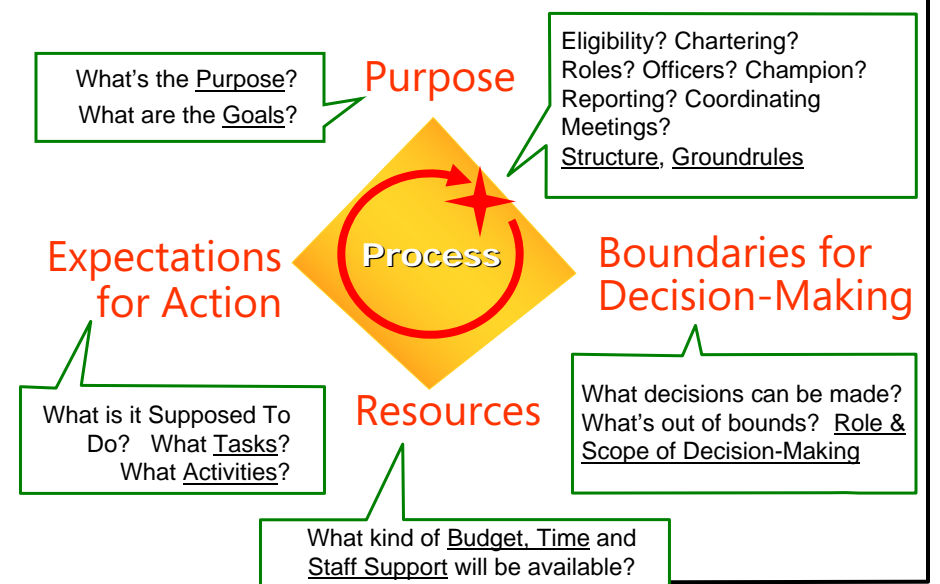 What's the Purpose?
What are the Goals?
Purpose
Eligibility? Chartering?
Roles? Officers? Champion?
Reporting? Coordinating
Meetings?
Structure, Groundrules
Expectations
for Action
Process
Boundaries for
Decision-Making
What is it Supposed To
Do? What Tasks?
What Activities?
Resources
What decisions can be made?
What's out of bounds? Role &
Scope of Decision-Making
What kind of Budget, Time and
Staff Support will be available?